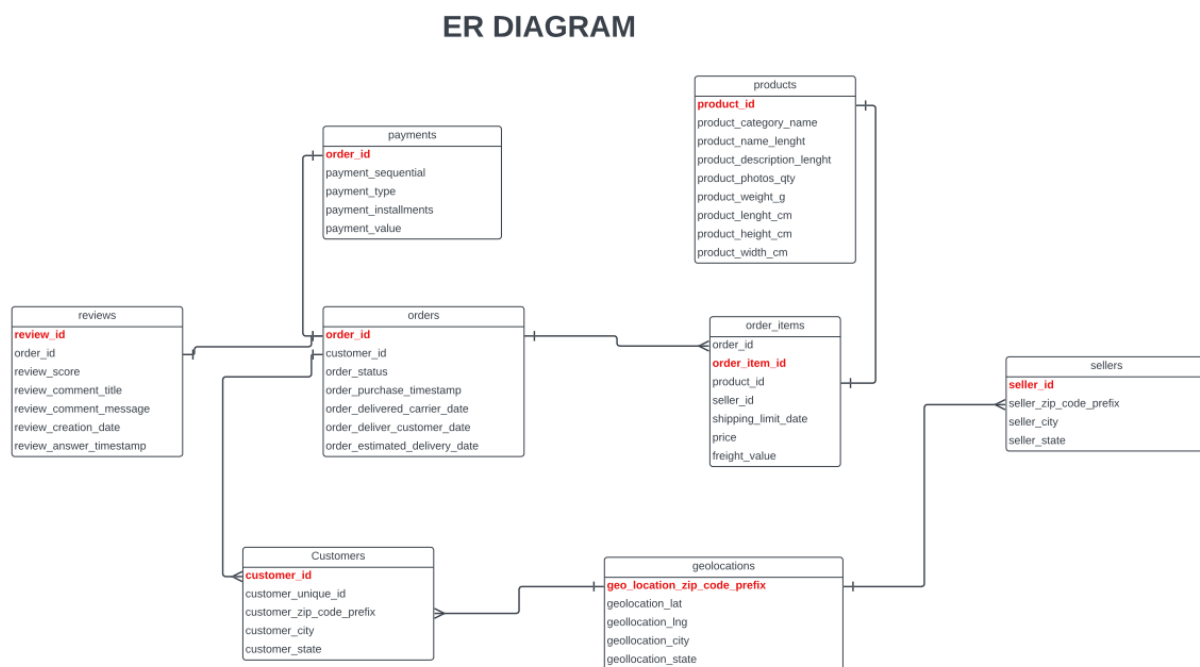 ER DIAGRAM
products
product_id
product_category_name
product_name_lenght
product_description_lenght
product_photos_qty
product_weight_g
product_lenght_cm
product_height_cm
product_width_cm
payments
order_id
payment_sequential
payment_type
payment_installments
payment_value
reviews
review_id
order_id
review_score
review_comment_title
review_comment_message
review_creation_date
review_answer_timestamp
orders
order_id
customer_id
order_status
order_purchase_timestamp
order_delivered_carrier_date
order_deliver_customer_date
order_estimated_delivery_date
order_items
order_id
order_item_id
product_id
seller_id
shipping_limit_date
price
freight_value
sellers
seller_id
seller_zip_code_prefix
seller_city
seller_state
Customers
customer_id
customer_unique_id
customer_zip_code_prefix
customer_city
customer_state
geolocations
geo_location_zip_code_prefix
geolocation_lat
geollocation_lng
geollocation_city
geollocation_state